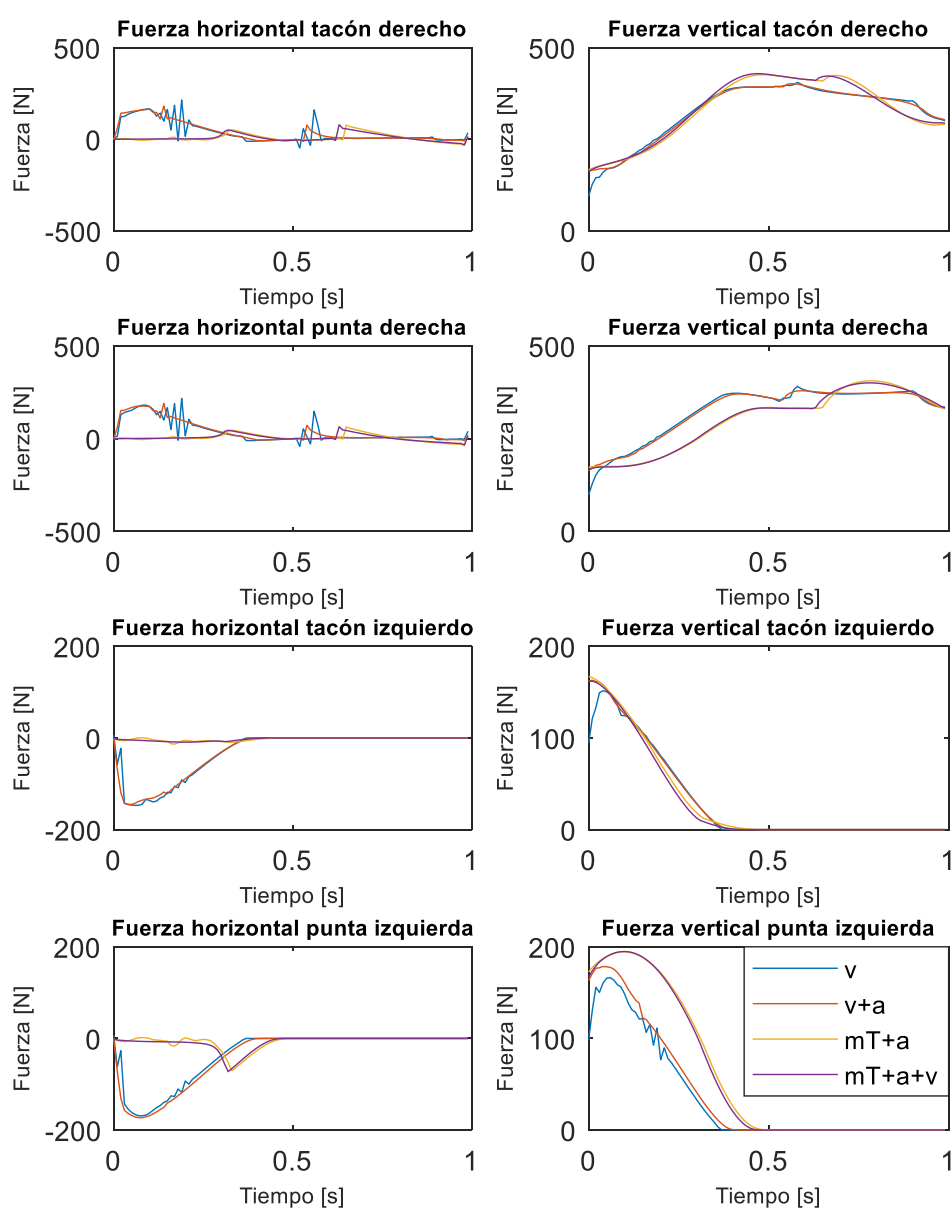 Fuerza horizontal tacón derecho
500
0
-500
Fuerza [N]
0 0.5 1
Tiempo [s]
Fuerza vertical tacón derecho
500
0
Fuerza [N]
0 0.5 1
Tiempo [s]
Fuerza horizontal punta derecha
500
0
-500
Fuerza [N]
0 0.5 1
Tiempo [s]
Fuerza vertical punta derecha
500
0
Fuerza [N]
0 0.5 1
Tiempo [s]
Fuerza horizontal tacón izquierdo
200
0
-200
Fuerza [N]
0 0.5 1
Tiempo [s]
Fuerza vertical tacón izquierdo
200
100
0
Fuerza [N]
0 0.5 1
Tiempo [s]
Fuerza horizontal punta izquierda
200
0
-200
Fuerza [N]
0 0.5 1
Tiempo [s]
Fuerza vertical punta izquierda
200
100
0
Fuerza [N]
0 0.5 1
Tiempo [s]
v
v+a
mT+a
mT+a+v